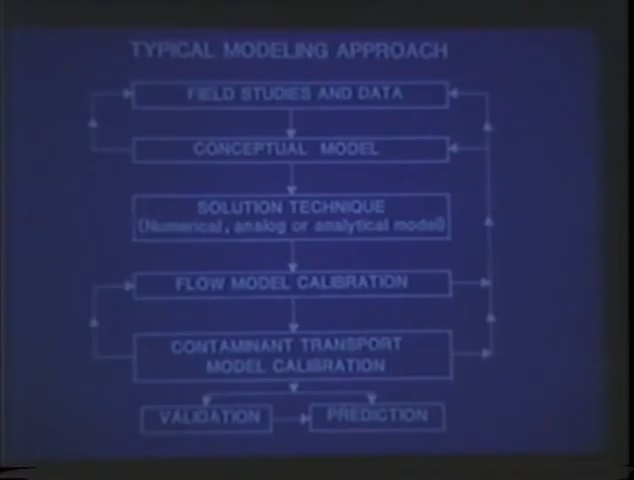 TYPICAL MODELING APPROACH
FIELD STUDIES AND DATA
CONCEPTUAL MODEL
SOLUTION TECHNIQUE
(Numerical, analog or analytical model)
FLOW MODEL CALIBRATION
CONTAMINANT TRANSPORT
MODEL CALIBRATION
VALIDATION
PREDICTION